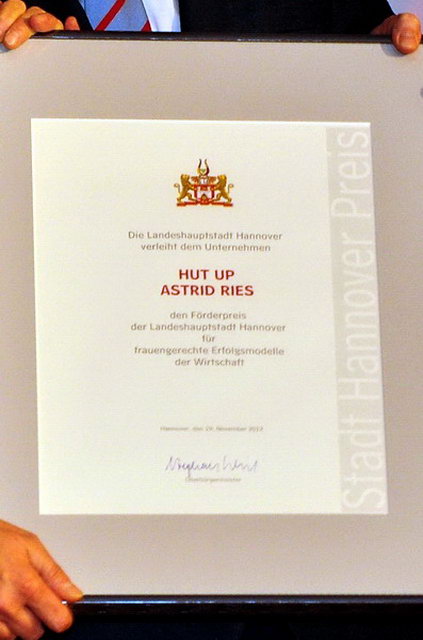 Die Landeshauptstadt Hannover
verleiht dem Unternehmen
HUT UP
ASTRID RIES
den Förderpreis
der Landeshauptstadt Hannover
für
frauengerechte Erfolgsmodelle
der Wirtschaft
Hannover, den 29. November 2012
Oberbürgermeister
Stadt Hannover Preis